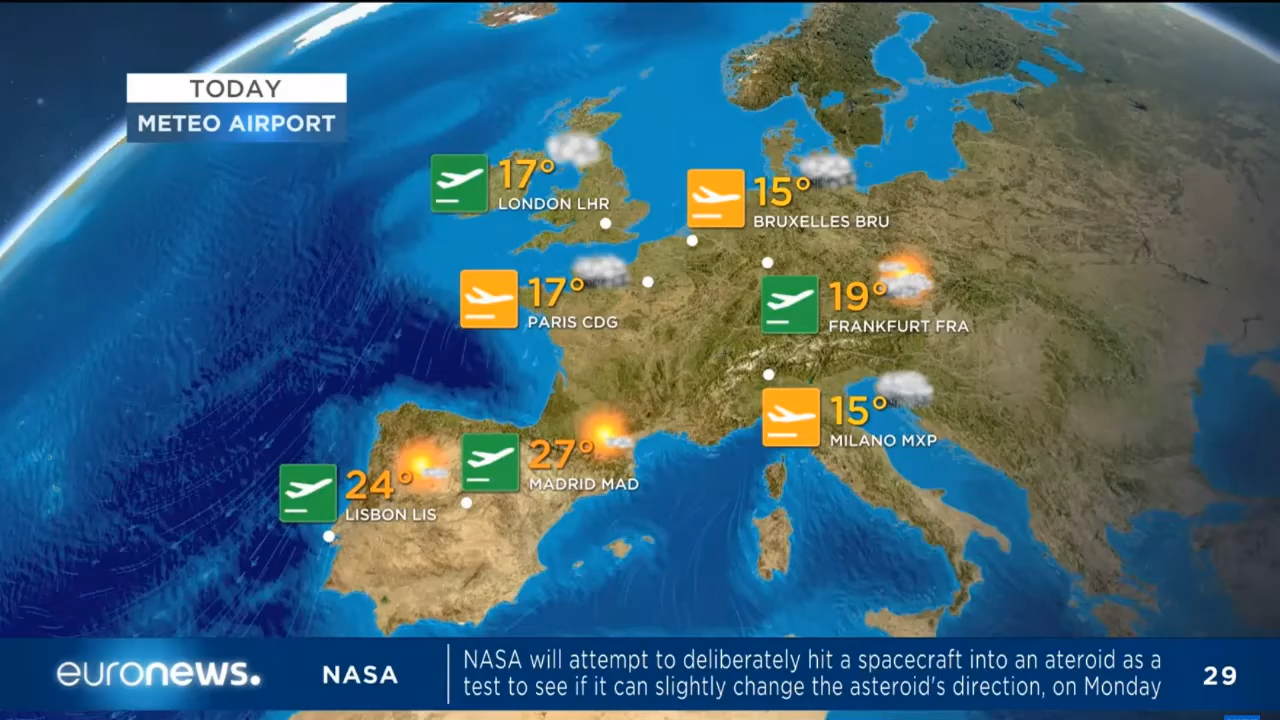 TODAY
METEO AIRPORT
17°
LONDON LHR
15°
BRUXELLES BRU
17°
PARIS CDG
19°
FRANKFURT FRA
15°
MILANO MXP
27°
MADRID MAD
24°
LISBON LIS
euronews.
NASA
NASA will attempt to deliberately hit a spacecraft into an ateroid as a
test to see if it can slightly change the asteroid's direction, on Monday
29